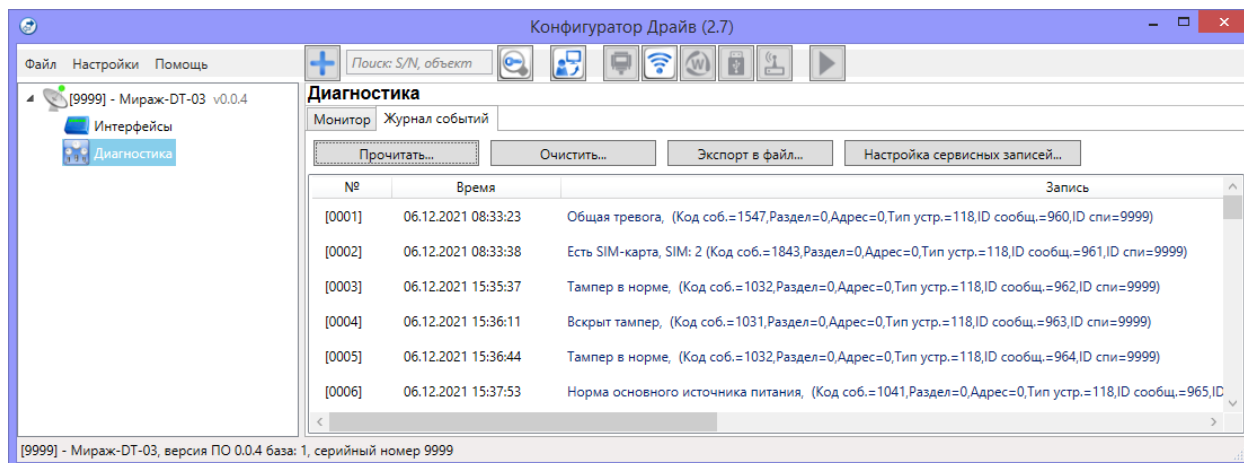 Конфигуратор Драйв (2.7)
Файл Настройки Помощь
Поиск: S/N, объект
[9999] - Мираж-DT-03 v0.0.4
Интерфейсы
Диагностика
Диагностика
Монитор Журнал событий
Прочитать... Очистить... Экспорт в файл... Настройка сервисных записей...
№ Время Запись
[0001] 06.12.2021 08:33:23 Общая тревога, (Код соб.=1547,Раздел=0,Адрес=0,Тип устр.=118,ID сообщ.=960,ID спи=9999)
[0002] 06.12.2021 08:33:38 Есть SIM-карта, SIM: 2 (Код соб.=1843,Раздел=0,Адрес=0,Тип устр.=118,ID сообщ.=961,ID спи=9999)
[0003] 06.12.2021 15:35:37 Тампер в норме, (Код соб.=1032,Раздел=0,Адрес=0,Тип устр.=118,ID сообщ.=962,ID спи=9999)
[0004] 06.12.2021 15:36:11 Вскрыт тампер, (Код соб.=1031,Раздел=0,Адрес=0,Тип устр.=118,ID сообщ.=963,ID спи=9999)
[0005] 06.12.2021 15:36:44 Тампер в норме, (Код соб.=1032,Раздел=0,Адрес=0,Тип устр.=118,ID сообщ.=964,ID спи=9999)
[0006] 06.12.2021 15:37:53 Норма основного источника питания, (Код соб.=1041,Раздел=0,Адрес=0,Тип устр.=118,ID сообщ.=965,ID
[9999] - Мираж-DT-03, версия ПО 0.0.4 база: 1, серийный номер 9999